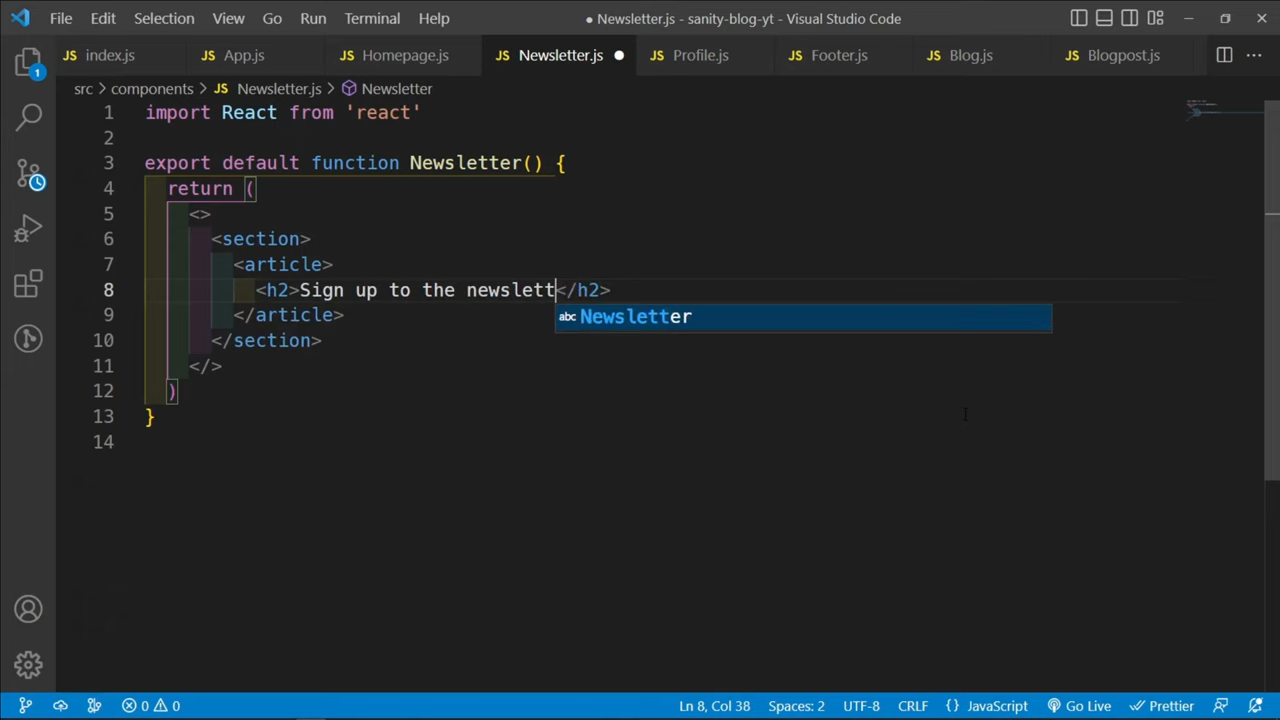 File Edit Selection View Go Run Terminal Help ● Newsletter.js - sanity-blog-yt - Visual Studio Code
JS index.js JS App.js JS Homepage.js JS Newsletter.js ● JS Profile.js JS Footer.js JS Blog.js JS Blogpost.js ...
src > components > JS Newsletter.js > Newsletter
1 import React from 'react'
2
3 export default function Newsletter() {
4 return (
5 <>
6 <section>
7 <article>
8 <h2>Sign up to the newslett</h2>
abc Newsletter
9 </article>
10 </section>
11 </>
12 )
13 }
14
1
0 0 Ln 8, Col 38 Spaces: 2 UTF-8 CRLF {} JavaScript Go Live Prettier